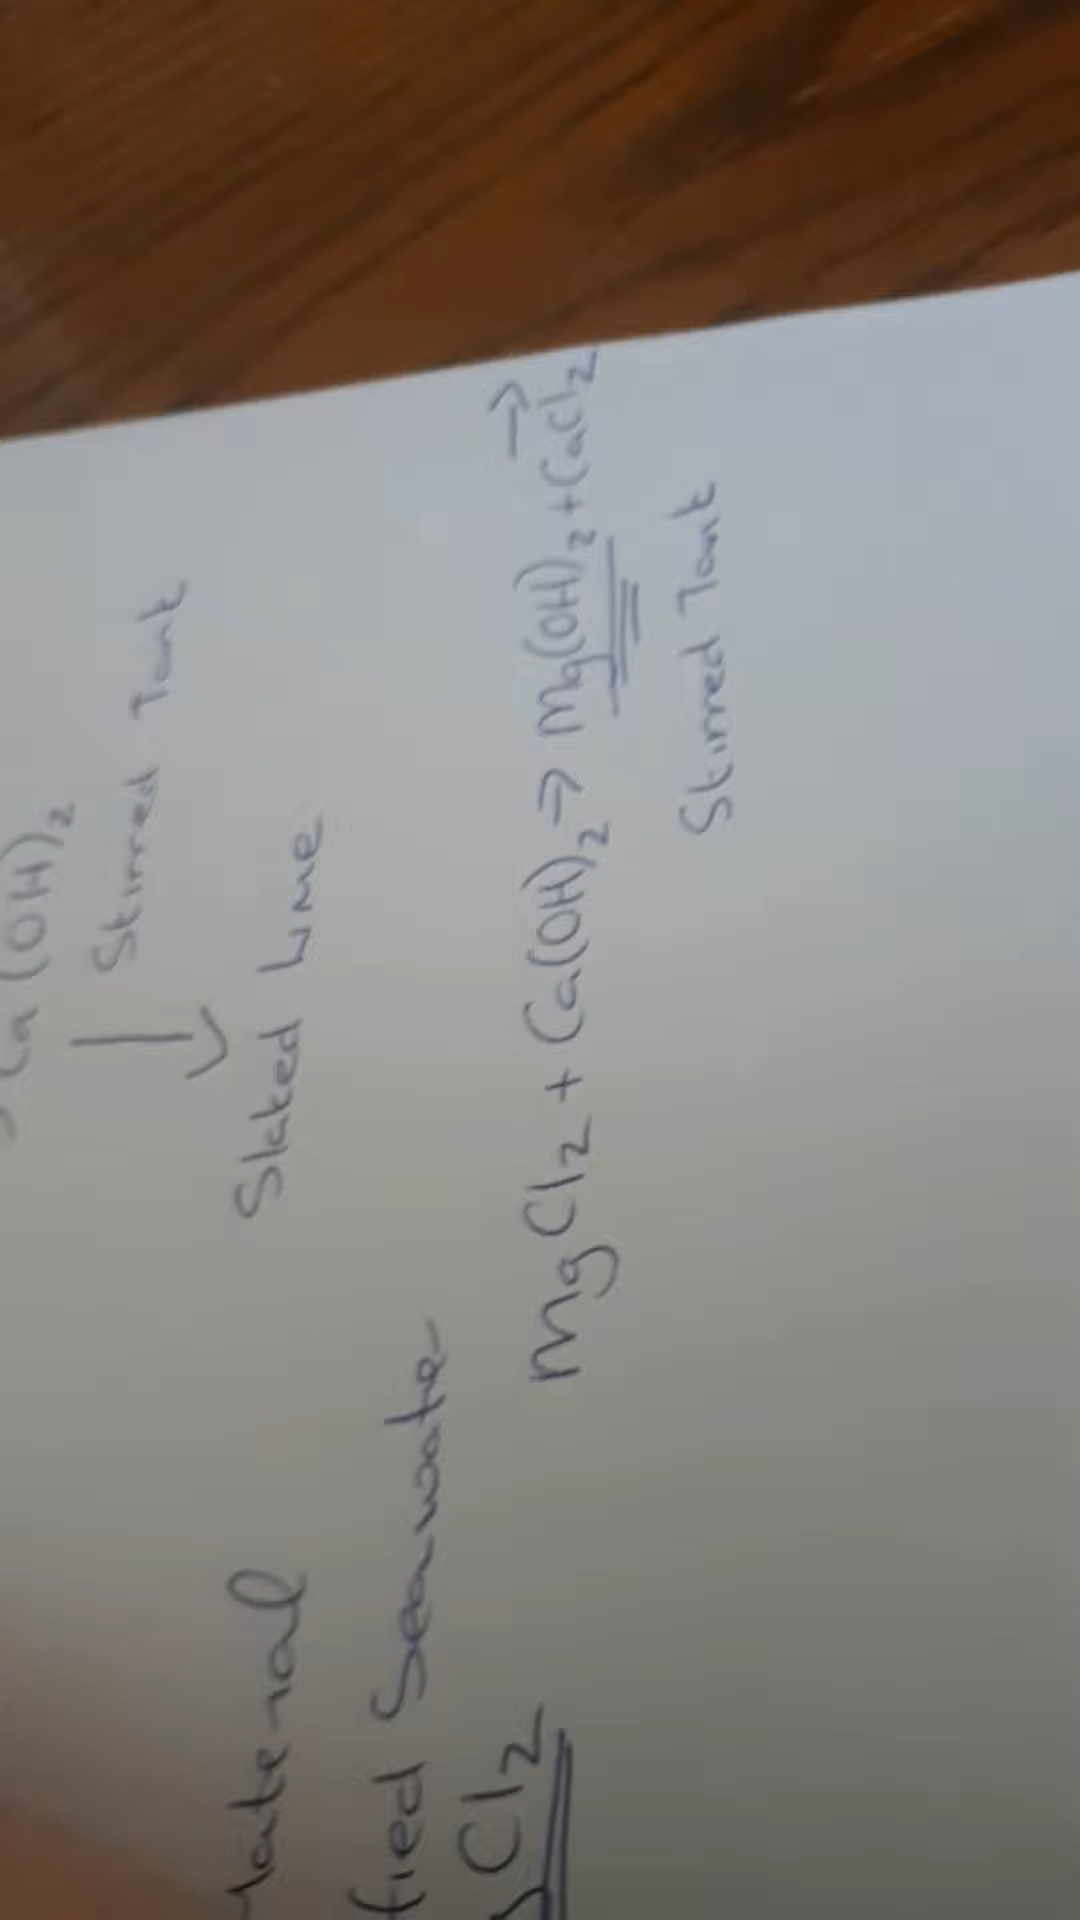 Ca(OH)₂
↓ Stirred Tank
Slaked Lime
Material
fied Seawater
Cl₂
MgCl₂ + Ca(OH)₂ → Mg(OH)₂ + CaCl₂ →
Stirred Tank